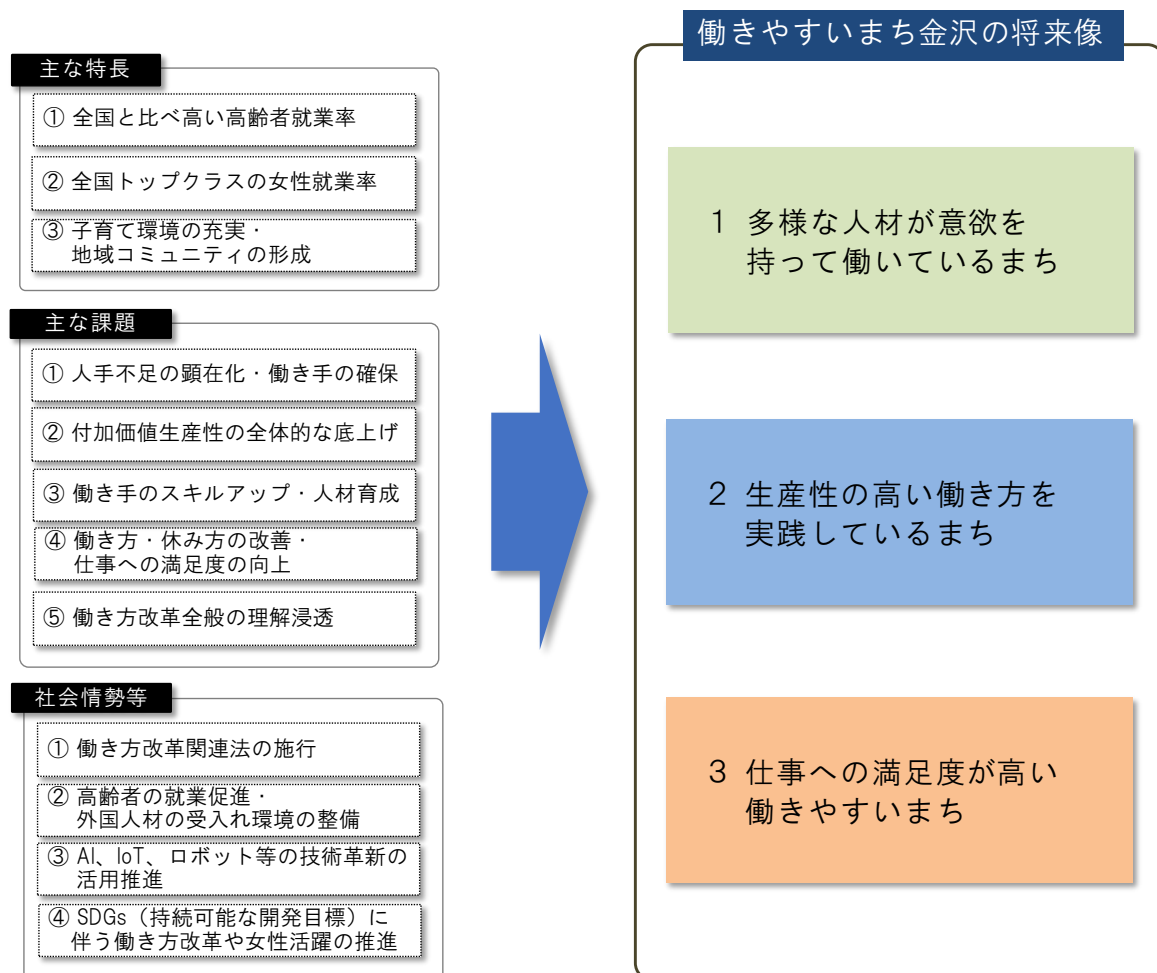 主な特長
① 全国と比べ高い高齢者就業率
② 全国トップクラスの女性就業率
③ 子育て環境の充実・
地域コミュニティの形成
主な課題
① 人手不足の顕在化・働き手の確保
② 付加価値生産性の全体的な底上げ
③ 働き手のスキルアップ・人材育成
④ 働き方・休み方の改善・
仕事への満足度の向上
⑤ 働き方改革全般の理解浸透
社会情勢等
① 働き方改革関連法の施行
② 高齢者の就業促進・
外国人材の受入れ環境の整備
③ AI、IoT、ロボット等の技術革新の
活用推進
④ SDGs（持続可能な開発目標）に
伴う働き方改革や女性活躍の推進
働きやすいまち金沢の将来像
1 多様な人材が意欲を
持って働いているまち
2 生産性の高い働き方を
実践しているまち
3 仕事への満足度が高い
働きやすいまち